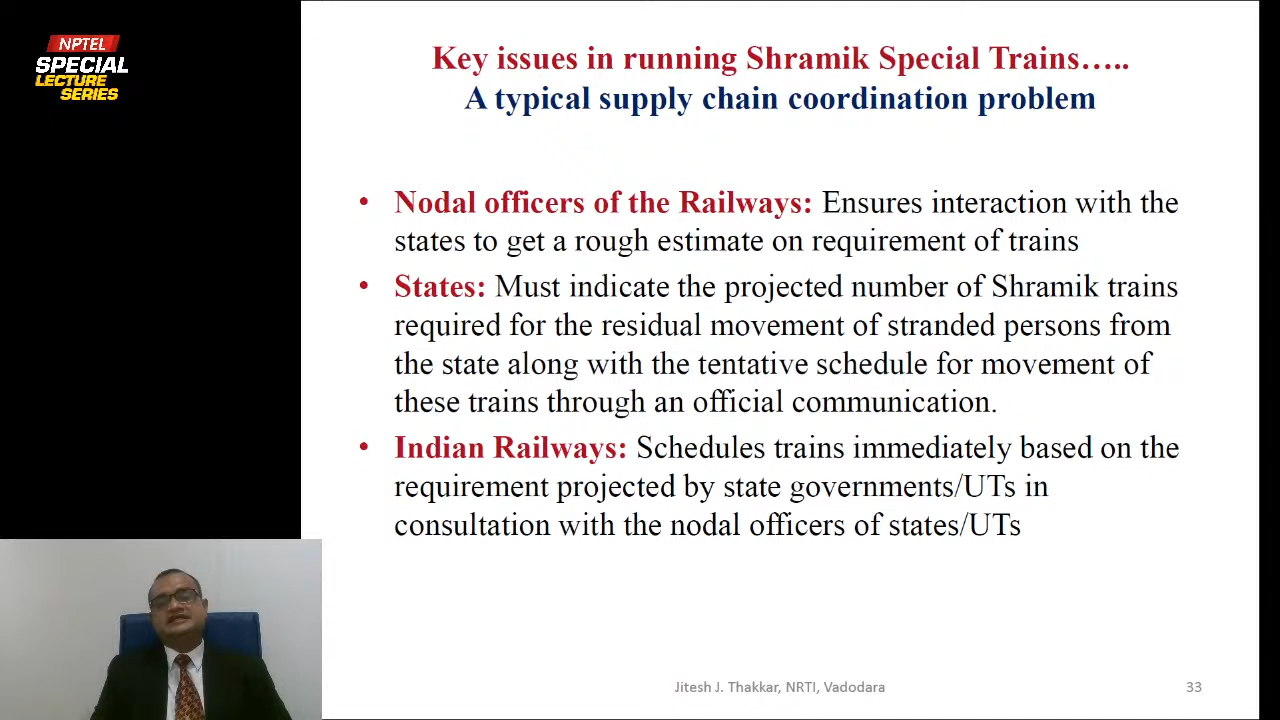 NPTEL
SPECIAL
LECTURE
SERIES
Key issues in running Shramik Special Trains…..
A typical supply chain coordination problem
• Nodal officers of the Railways: Ensures interaction with the
states to get a rough estimate on requirement of trains
• States: Must indicate the projected number of Shramik trains
required for the residual movement of stranded persons from
the state along with the tentative schedule for movement of
these trains through an official communication.
• Indian Railways: Schedules trains immediately based on the
requirement projected by state governments/UTs in
consultation with the nodal officers of states/UTs
Jitesh J. Thakkar, NRTI, Vadodara
33